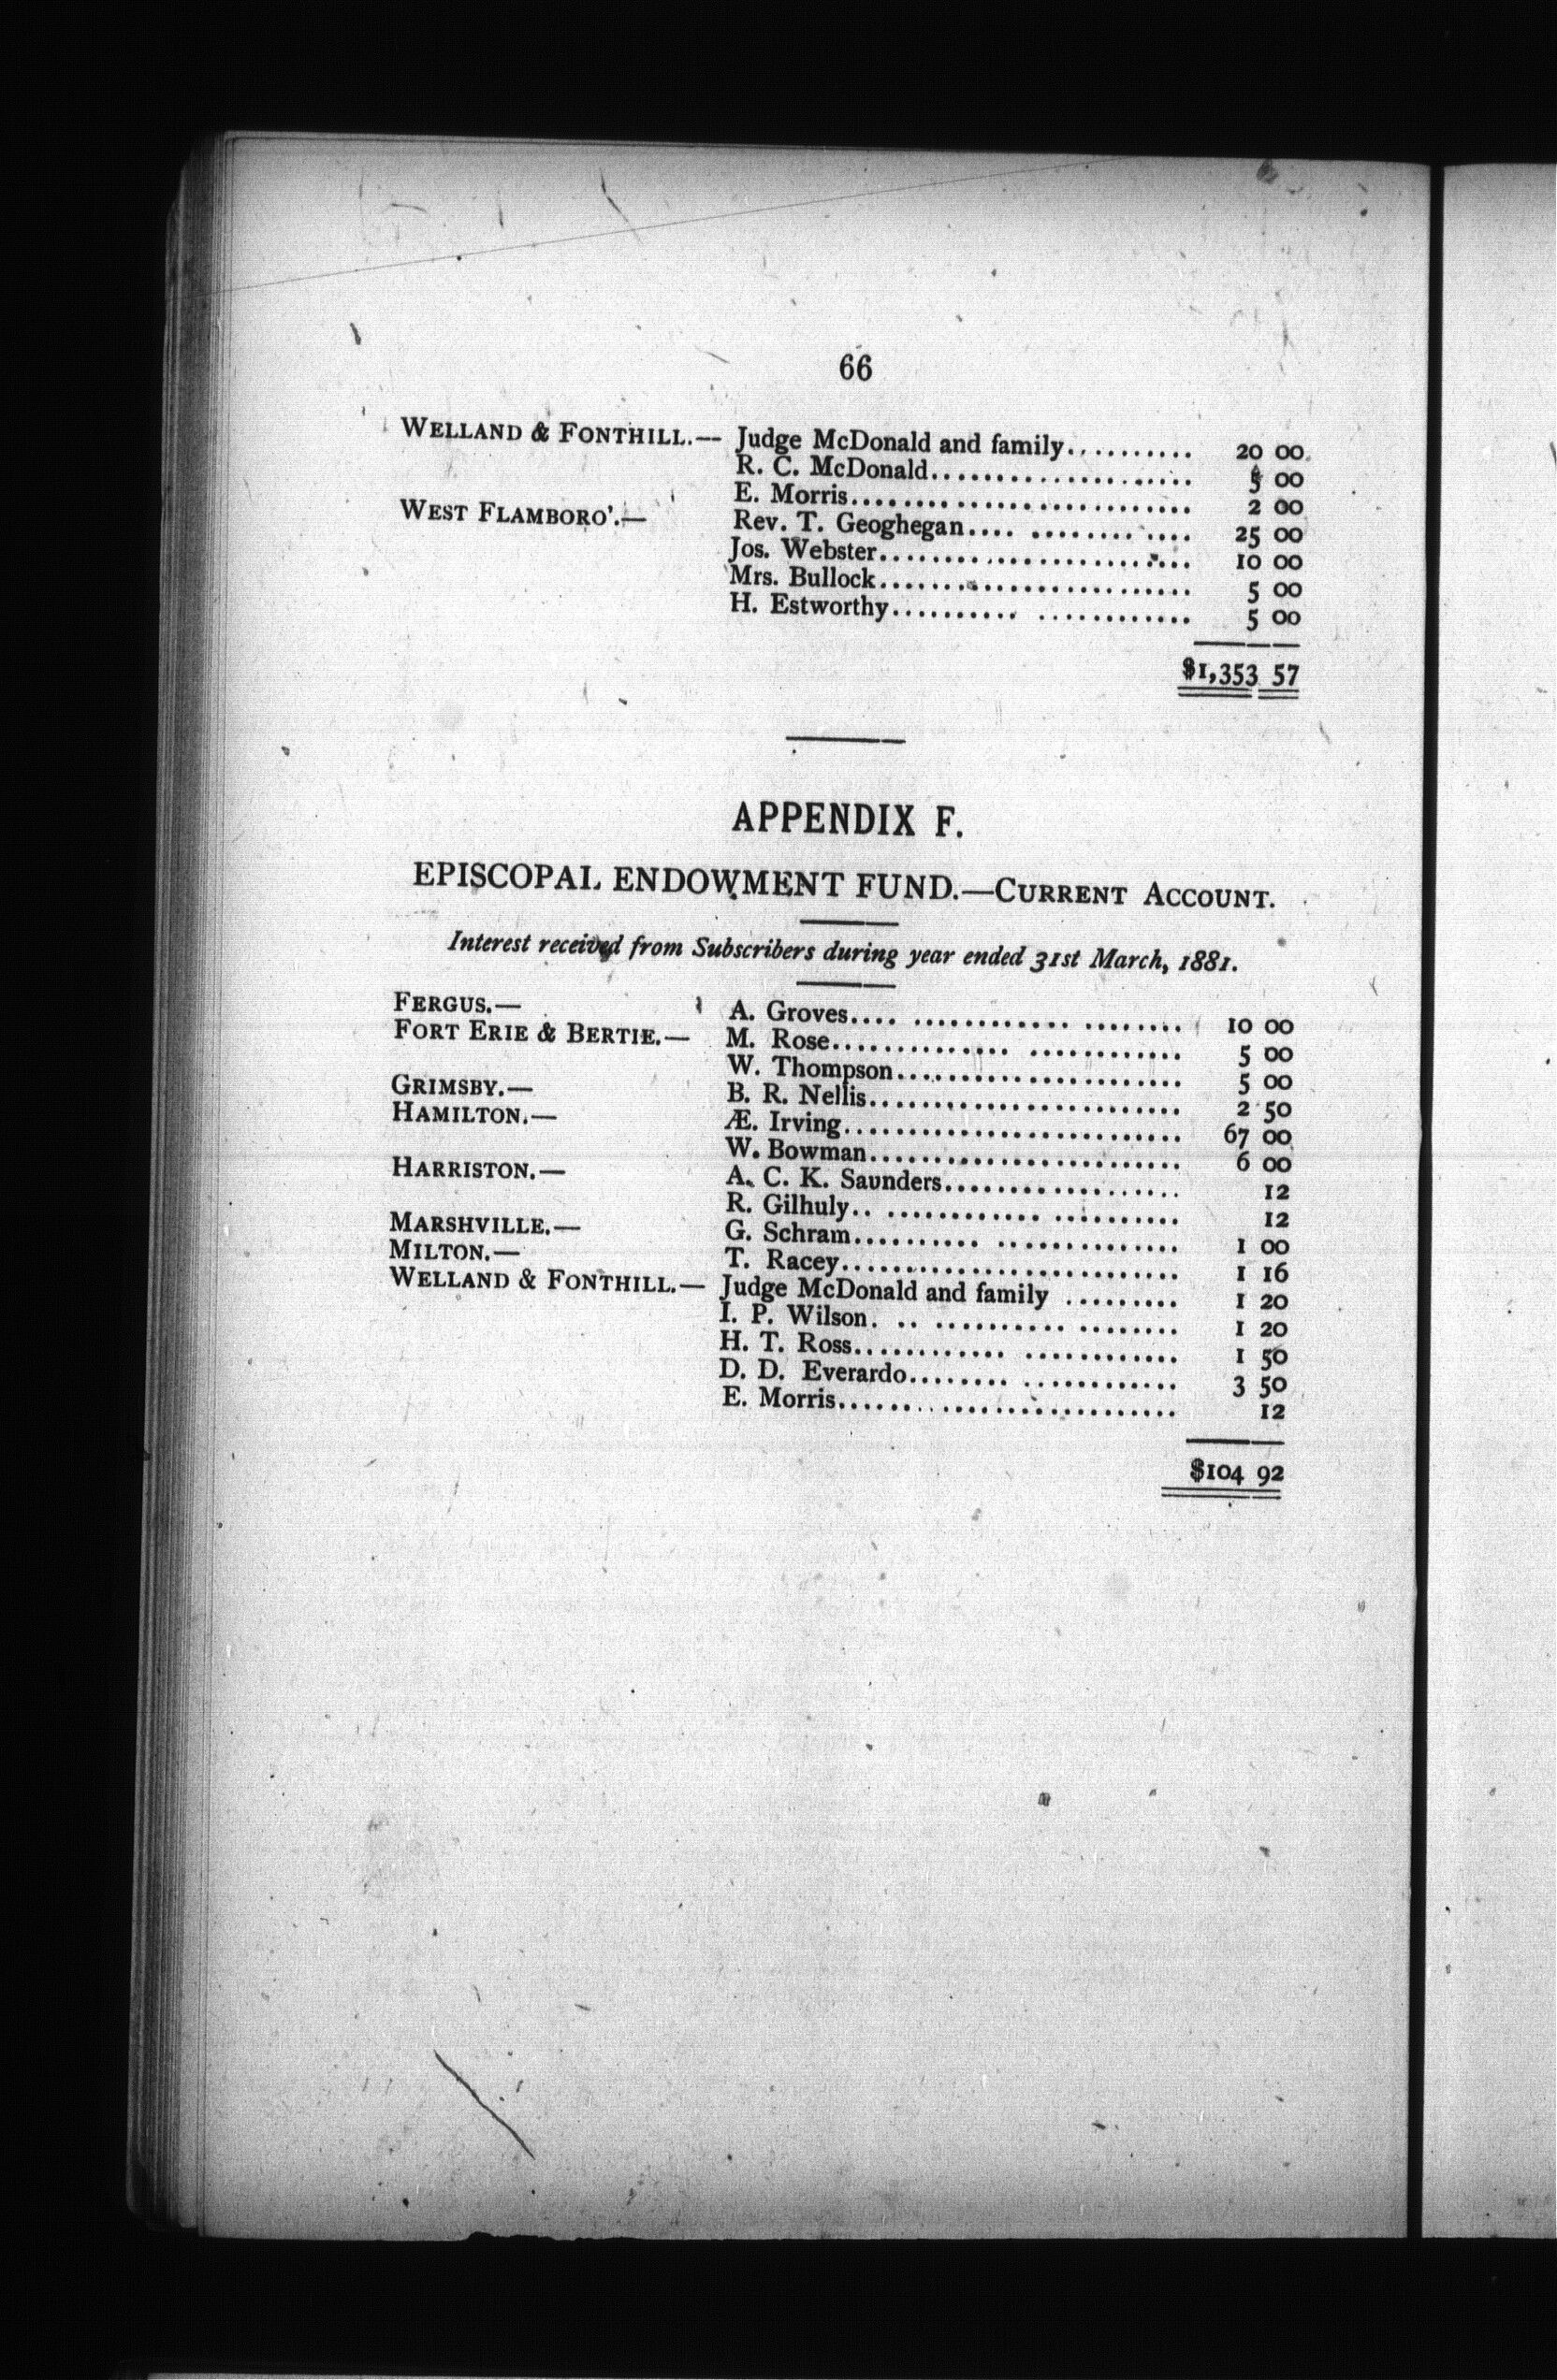 66
WELLAND & FONTHILL.— Judge McDonald and family.......... 20 00
R. C. McDonald.................... 5 00
E. Morris.......................... 2 00
WEST FLAMBORO'.— Rev. T. Geoghegan.... ........ .... 25 00
Jos. Webster........................ 10 00
Mrs. Bullock........................ 5 00
H. Estworthy.......... ............ 5 00
$1,353 57
APPENDIX F.
EPISCOPAL ENDOWMENT FUND.—CURRENT ACCOUNT.
Interest received from Subscribers during year ended 31st March, 1881.
FERGUS.— A. Groves.... ............ ........ 10 00
FORT ERIE & BERTIE.— M. Rose.............. ............ 5 00
W. Thompson...................... 5 00
GRIMSBY.— B. R. Nellis........................ 2 50
HAMILTON.— Æ. Irving.......................... 67 00
W. Bowman........................ 6 00
HARRISTON.— A. C. K. Saunders.................. 12
R. Gilhuly.. ............ .......... 12
MARSHVILLE.— G. Schram.......... .............. 1 00
MILTON.— T. Racey.......................... 1 16
WELLAND & FONTHILL.— Judge McDonald and family ......... 1 20
I. P. Wilson. .. .......... ........ 1 20
H. T. Ross............ ............ 1 50
D. D. Everardo........ ............ 3 50
E. Morris.......................... 12
$104 92